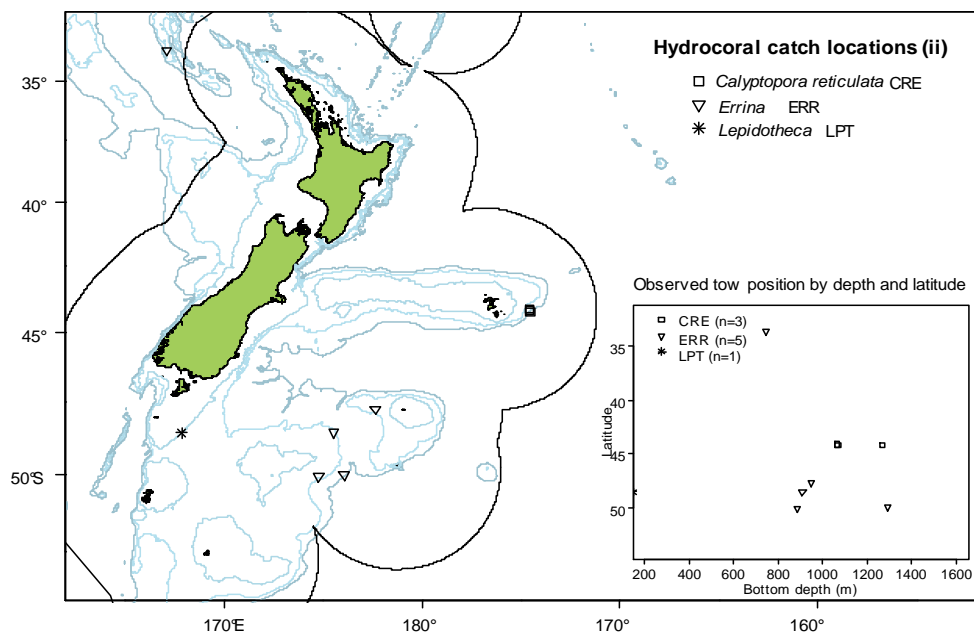 Hydrocoral catch locations (ii)
Calyptopora reticulata CRE
Errina ERR
Lepidotheca LPT
35°
40°
45°
50°S
170°E
180°
170°
160°
Observed tow position by depth and latitude
CRE (n=3)
ERR (n=5)
LPT (n=1)
Latitude
35
40
45
50
200 400 600 800 1000 1200 1400 1600
Bottom depth (m)